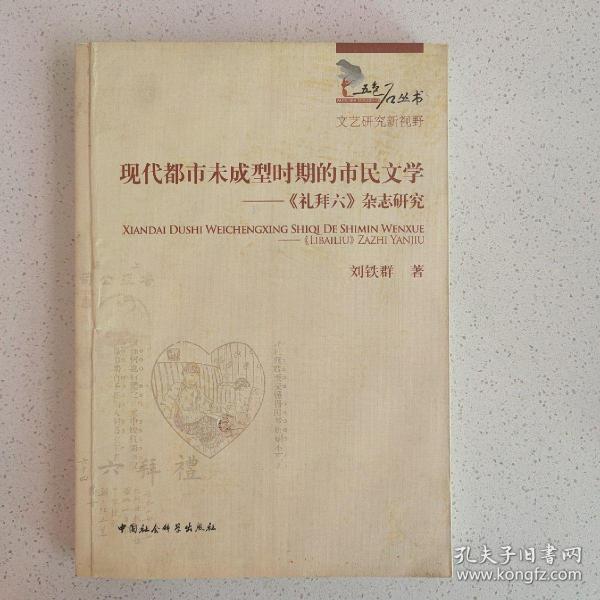 五色石丛书
文艺研究新视野
现代都市未成型时期的市民文学
——《礼拜六》杂志研究
XIANDAI DUSHI WEICHENGXING SHIQI DE SHIMIN WENXUE
——《LIBAILIU》ZAZHI YANJIU
刘铁群 著
六拜禮
中国社会科学出版社
孔夫子旧书网
www.kongfz.com